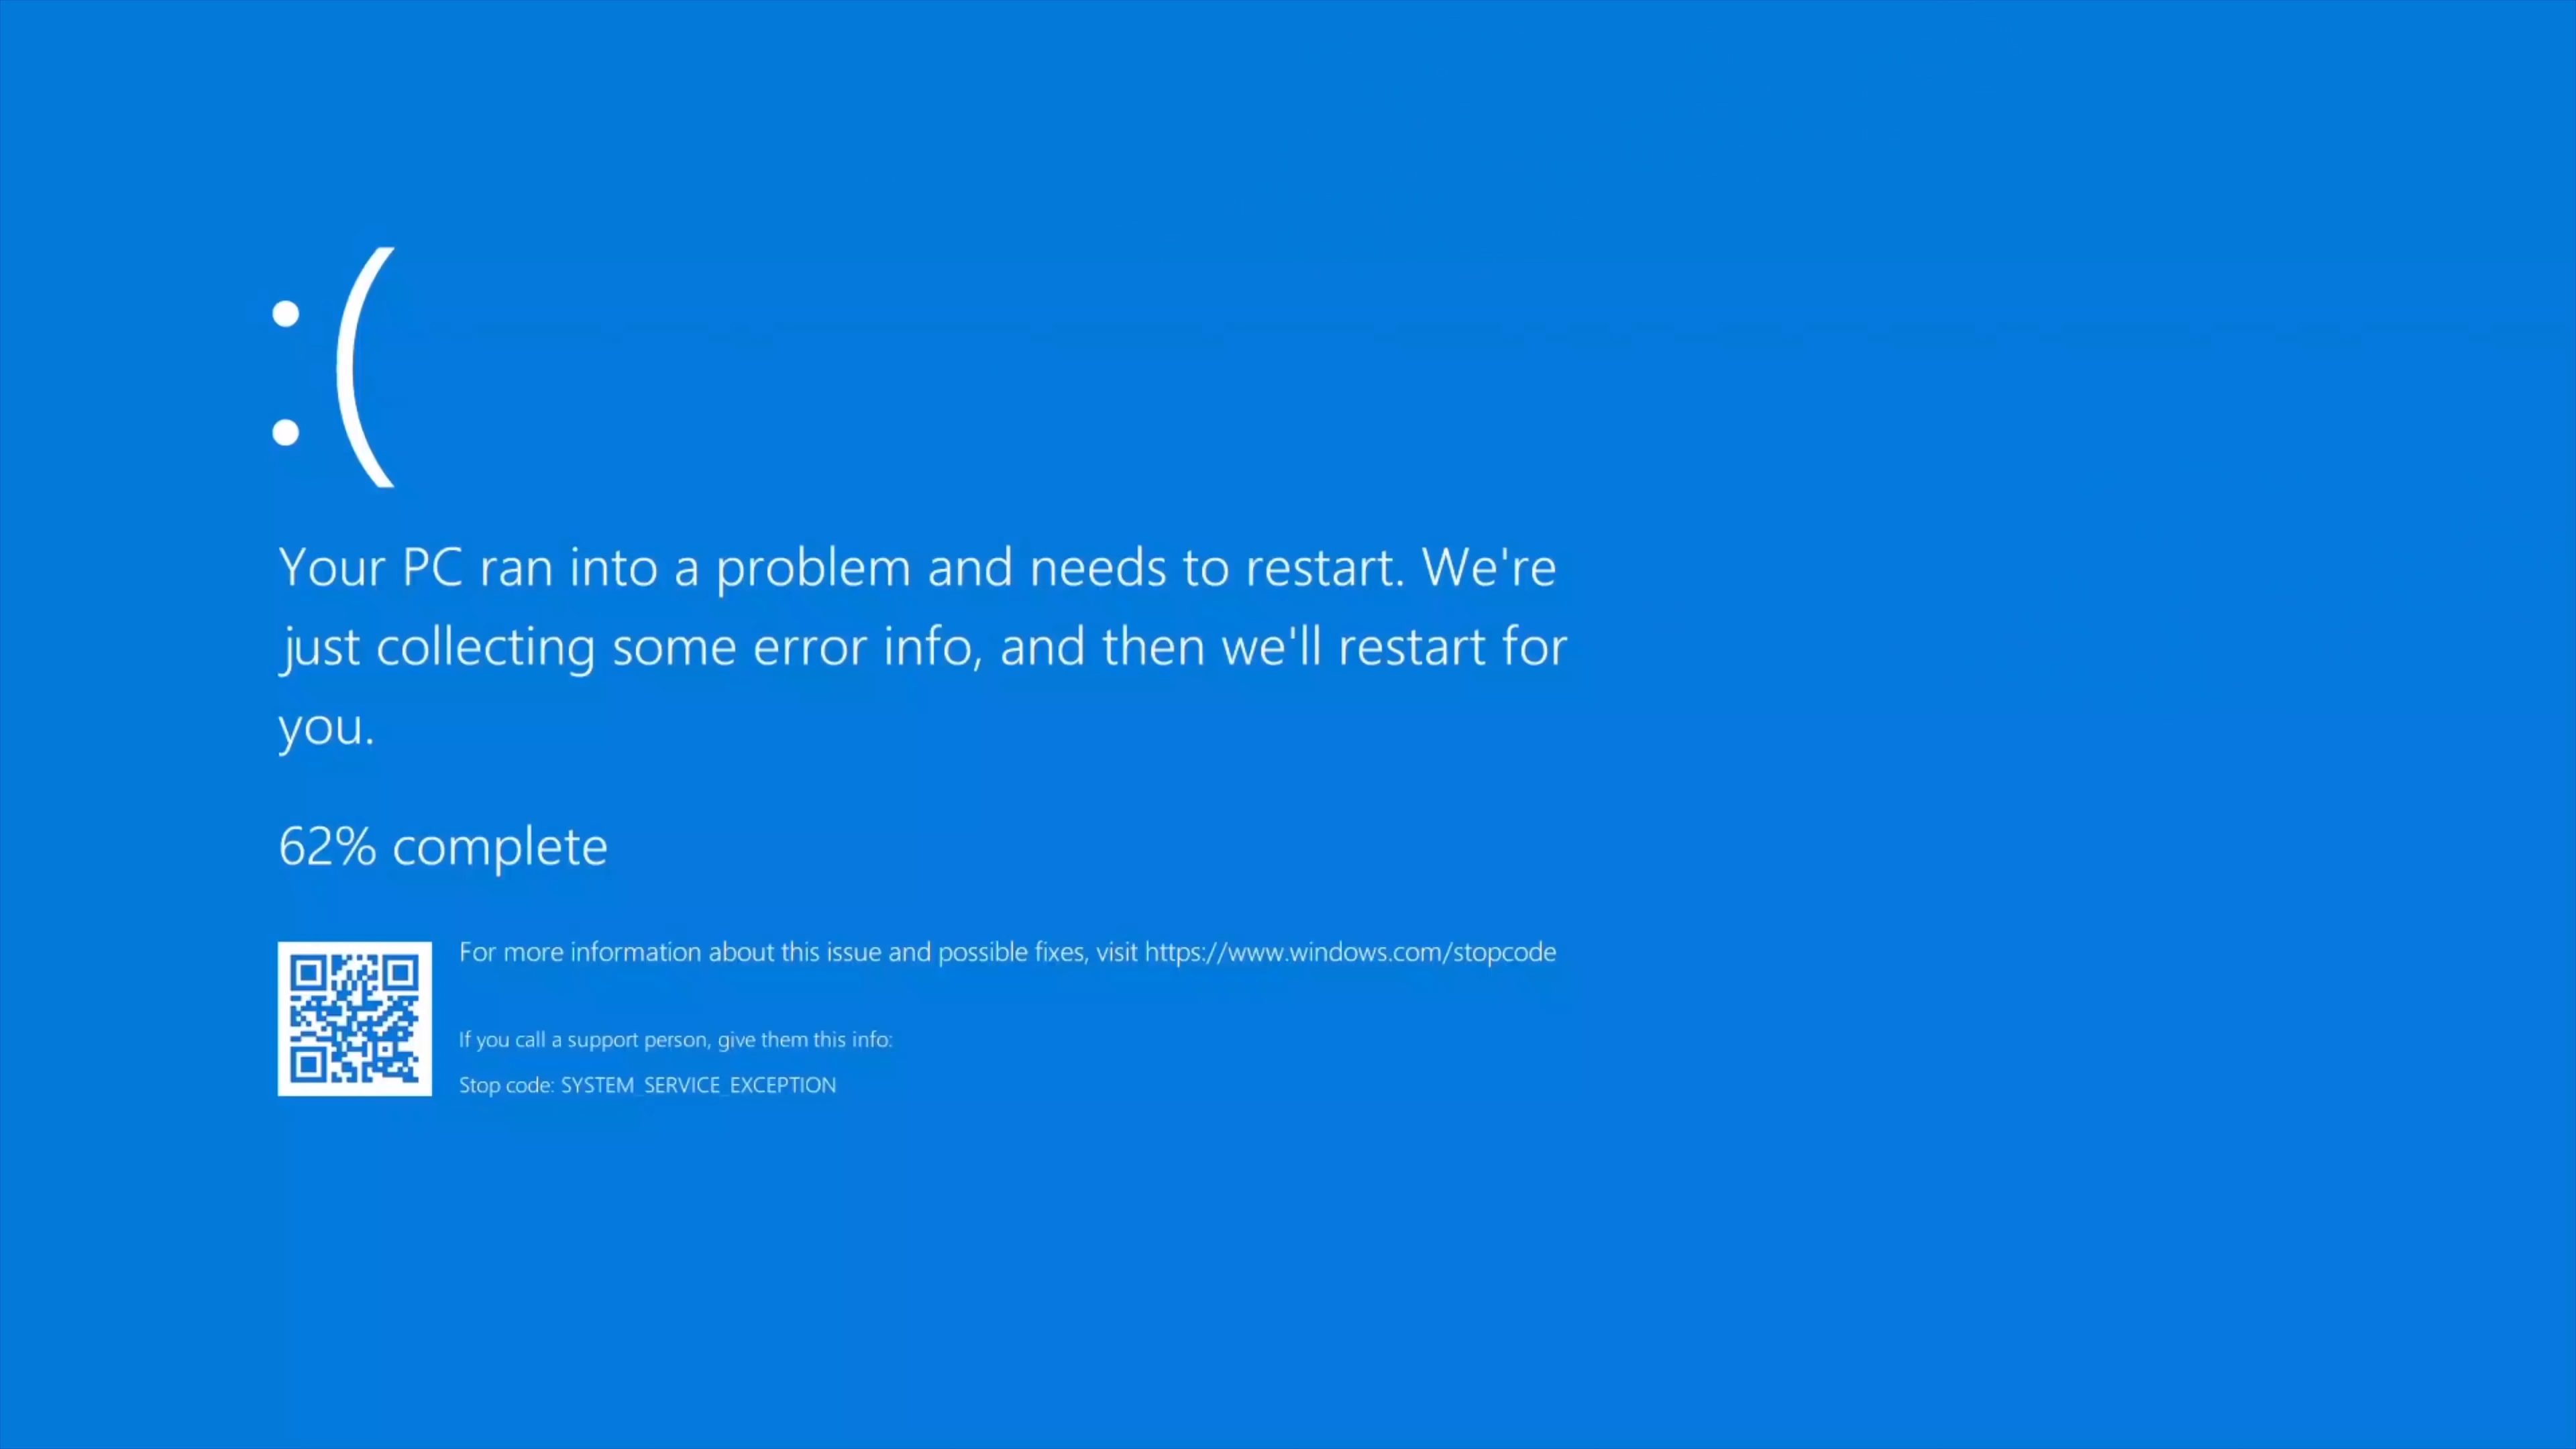 :(
Your PC ran into a problem and needs to restart. We're
just collecting some error info, and then we'll restart for
you.
62% complete
For more information about this issue and possible fixes, visit https://www.windows.com/stopcode
If you call a support person, give them this info:
Stop code: SYSTEM_SERVICE_EXCEPTION